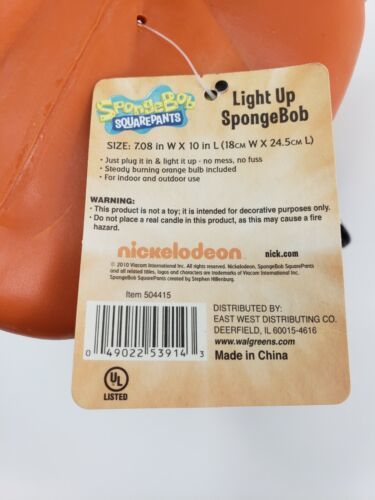 SpongeBob
SQUAREPANTS
Light Up
SpongeBob
SIZE: 7.08 in W X 10 in L (18cm W X 24.5cm L)
• Just plug it in & light it up - no mess, no fuss
• Steady burning orange bulb included
• For indoor and outdoor use
WARNING:
• This product is not a toy; it is intended for decorative purposes only.
• Do not place a real candle in this product, as this may cause a fire
hazard.
nickelodeon
nick.com
© 2010 Viacom International Inc. All rights reserved. Nickelodeon, SpongeBob SquarePants
and all related titles, logos and characters are trademarks of Viacom International Inc.
SpongeBob SquarePants created by Stephen Hillenburg.
Item 504415
0 49022 53914 3
DISTRIBUTED BY:
EAST WEST DISTRIBUTING CO.
DEERFIELD, IL 60015-4616
www.walgreens.com
Made in China
UL
LISTED